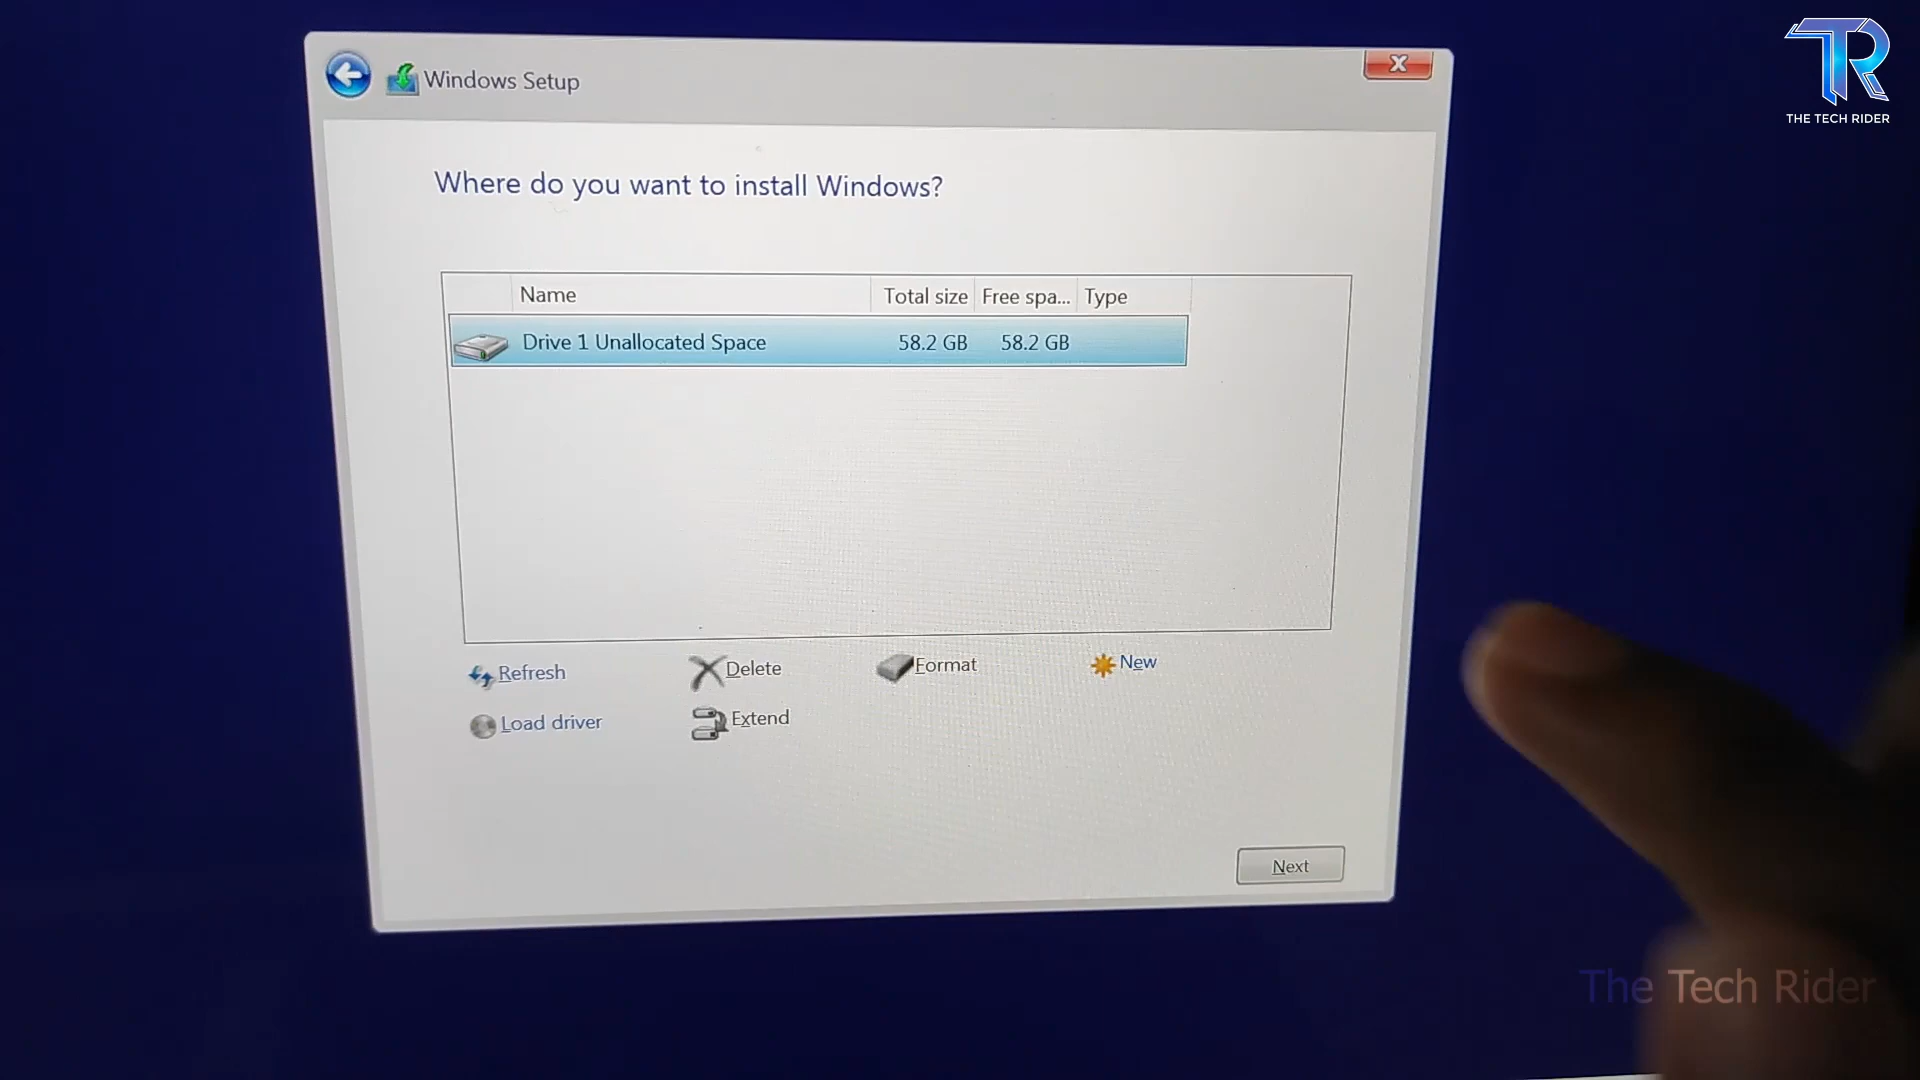 TR
THE TECH RIDER
Windows Setup
X
Where do you want to install Windows?
Name Total size Free spa... Type
Drive 1 Unallocated Space 58.2 GB 58.2 GB
Refresh Delete Format New
Load driver Extend
Next
The Tech Rider